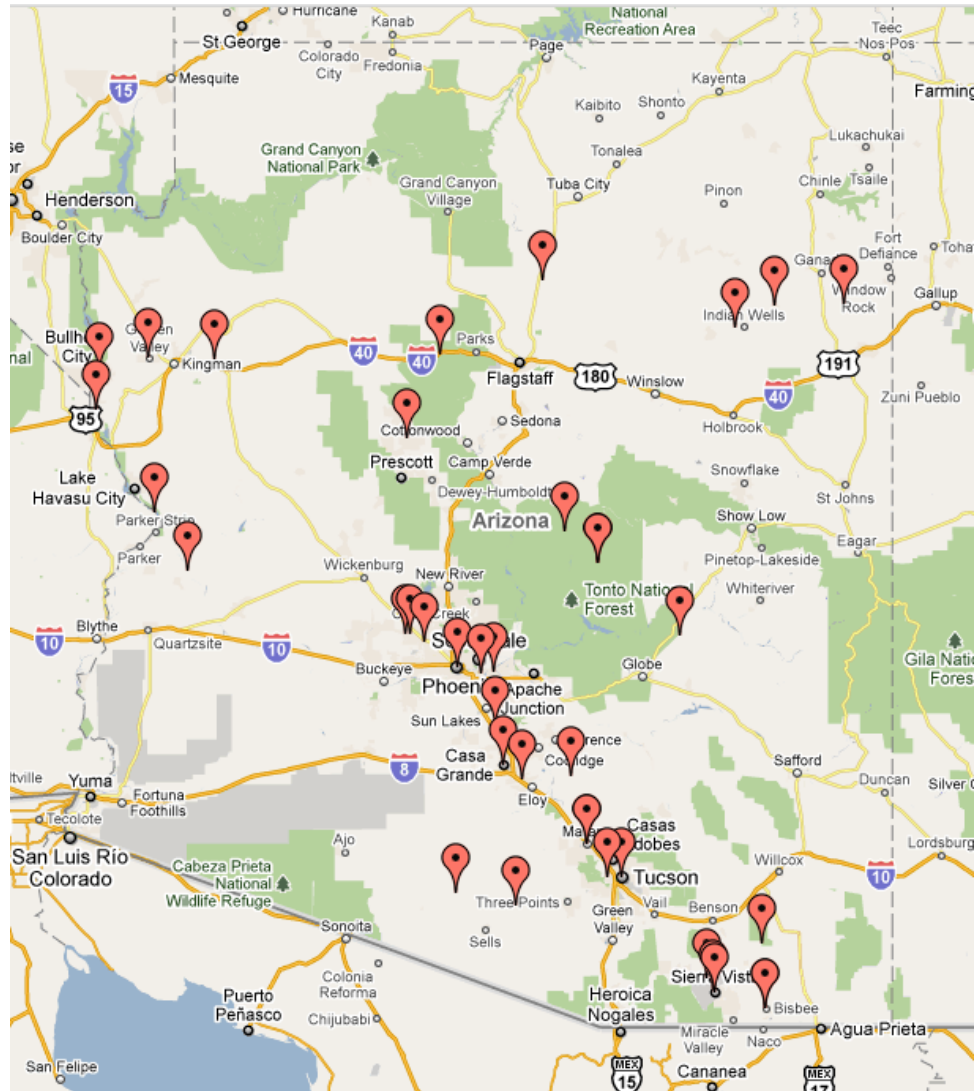 Hurricane
Kanab
National
Recreation Area
St George
Colorado
City
Fredonia
Page
Teec
Nos Pos
Mesquite
15
Kayenta
Farming
Kaibito
Shonto
Lukachukai
Grand Canyon
National Park
Tonalea
Tsaile
Henderson
Grand Canyon
Village
Tuba City
Pinon
Chinle
Boulder City
Fort
Defiance
Window
Rock
Gallup
Indian Wells
City
Valley
Kingman
40
40
Parks
Flagstaff
180
Winslow
191
40
Zuni Pueblo
95
Cottonwood
Sedona
Holbrook
Lake
Havasu City
Prescott
Camp Verde
Dewey-Humboldt
Snowflake
St Johns
Parker Strip
Arizona
Show Low
Eagar
Parker
Pinetop-Lakeside
Wickenburg
New River
Tonto National
Forest
Whiteriver
Creek
10
Blythe
Quartzsite
10
Buckeye
Globe
Phoeni
Apache
Junction
Sun Lakes
Casa
Grande
8
Eloy
Safford
Duncan
Yuma
Fortuna
Foothills
Tecolote
San Luis Río
Colorado
Ajo
Casas
Lordsburg
Cabeza Prieta
National
Wildlife Refuge
Willcox
10
Tucson
Three Points
Green
Valley
Vail
Benson
Sonoita
Sells
Colonia
Reforma
Puerto
Peñasco
Chijubabi
Heroica
Nogales
Bisbee
Miracle
Valley
Naco
Agua Prieta
San Felipe
MEX
15
Cananea
MEX
17